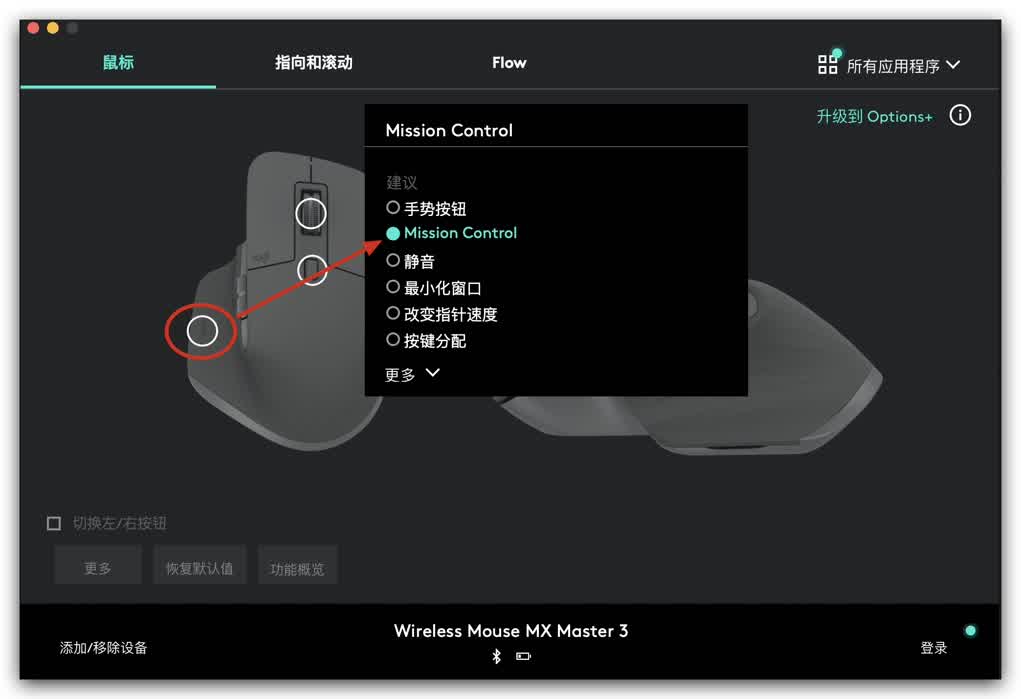 鼠标
指向和滚动
Flow
所有应用程序
升级到 Options+
Mission Control
建议
手势按钮
Mission Control
静音
最小化窗口
改变指针速度
按键分配
更多
切换左/右按钮
更多
恢复默认值
功能概览
添加/移除设备
Wireless Mouse MX Master 3
登录